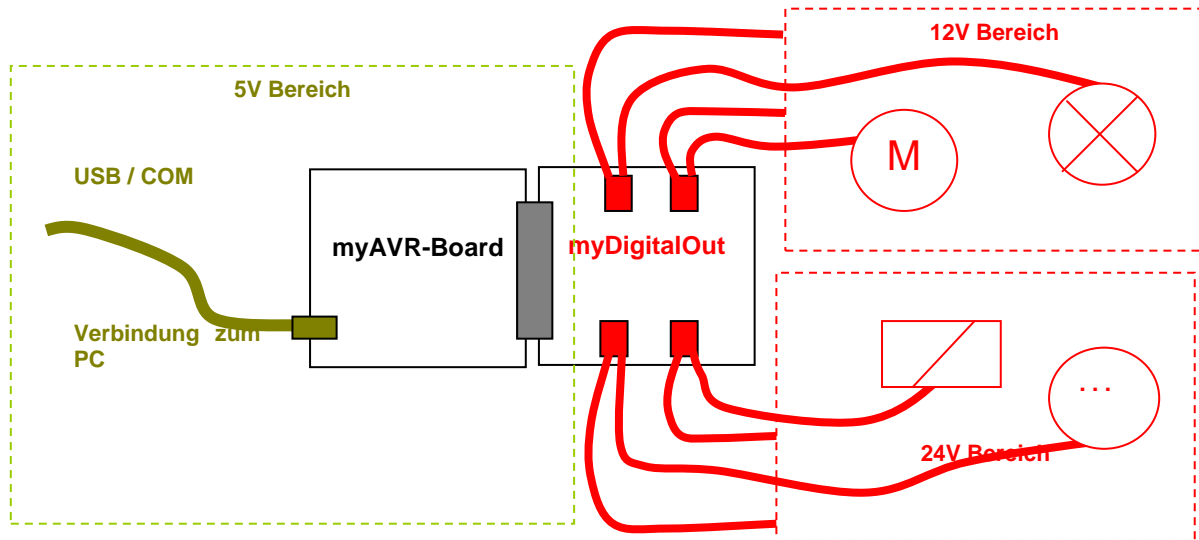 12V Bereich
5V Bereich
USB / COM
M
myAVR-Board
myDigitalOut
Verbindung zum
PC
...
24V Bereich